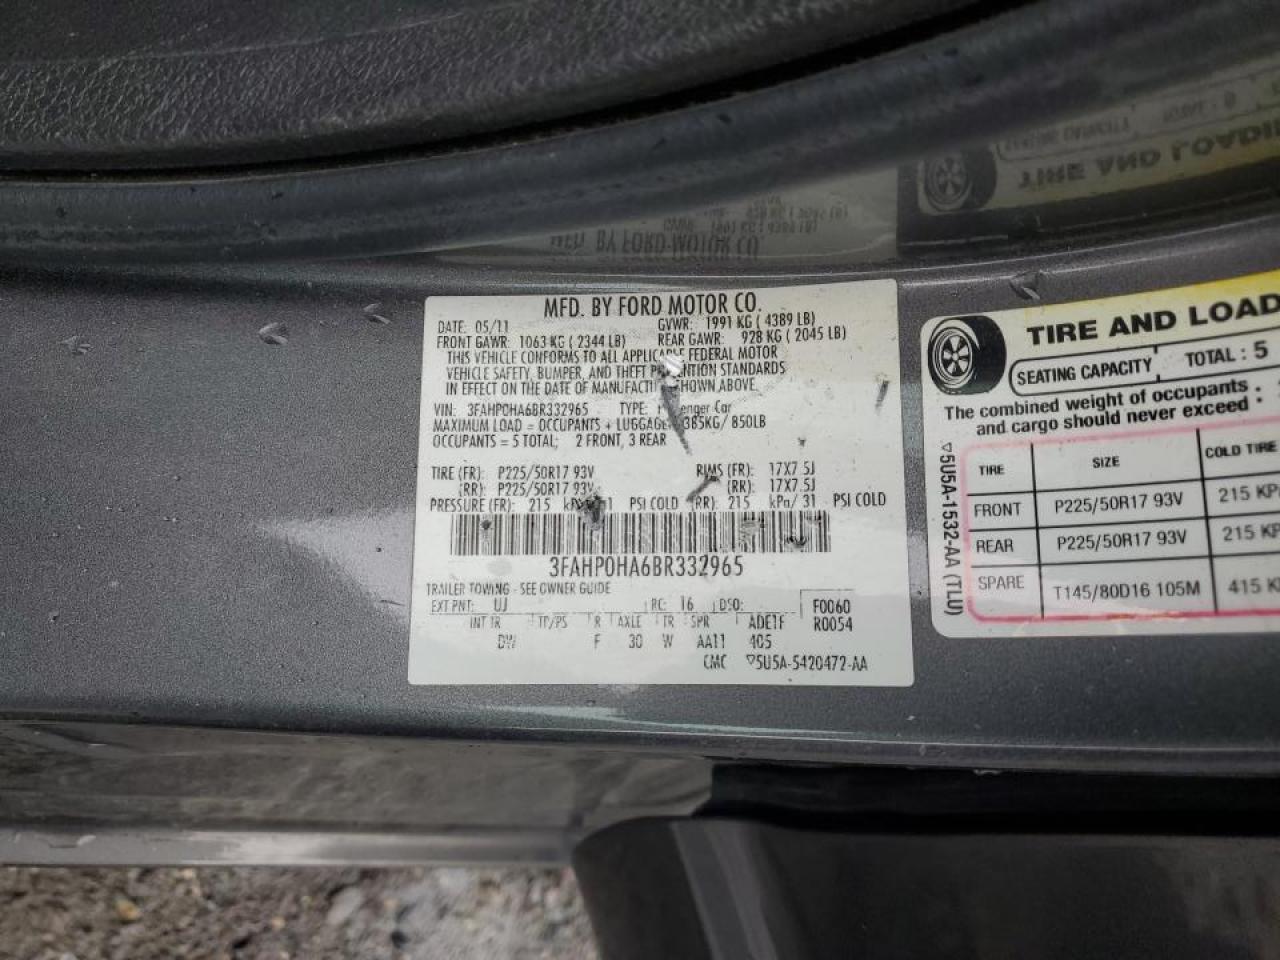 MFD. BY FORD MOTOR CO.
DATE: 05/11 GVWR: 1991 KG ( 4389 LB)
FRONT GAWR: 1063 KG ( 2344 LB) REAR GAWR: 928 KG ( 2045 LB)
THIS VEHICLE CONFORMS TO ALL APPLICABLE FEDERAL MOTOR
VEHICLE SAFETY, BUMPER, AND THEFT PREVENTION STANDARDS
IN EFFECT ON THE DATE OF MANUFACTURE SHOWN ABOVE.
VIN: 3FAHP0HA6BR332965 TYPE: Passenger Car
MAXIMUM LOAD = OCCUPANTS + LUGGAGE 385KG/ 850LB
OCCUPANTS = 5 TOTAL; 2 FRONT, 3 REAR
TIRE (FR): P225/50R17 93V RIMS (FR): 17X7.5J
(RR): P225/50R17 93V (RR): 17X7.5J
PRESSURE (FR): 215 PSI COLD (RR): 215 kPa/ 31 PSI COLD
3FAHP0HA6BR332965
TRAILER TOWING - SEE OWNER GUIDE
EXT PNT: UJ RC: 16 DSO: F0060
INT TR TP/PS R AXLE TR SPR ADETF R0054
DW F 30 W AA11 405
CMC ▽5U5A-5420472-AA
TIRE AND LOAD
SEATING CAPACITY TOTAL : 5
The combined weight of occupants
and cargo should never exceed :
TIRE SIZE COLD TIRE
FRONT P225/50R17 93V 215
REAR P225/50R17 93V 215
SPARE T145/80D16 105M 415
▽5U5A-1532-AA (TLU)